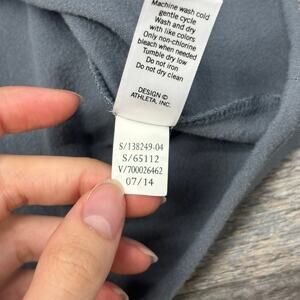 Machine wash cold
gentle cycle
Wash and dry
with like colors
Only non-chlorine
bleach when needed
Tumble dry low
Do not iron
Do not dry clean
DESIGN ©
ATHLETA, INC.
S/138249-04
S/65112
V/700026462
07/14